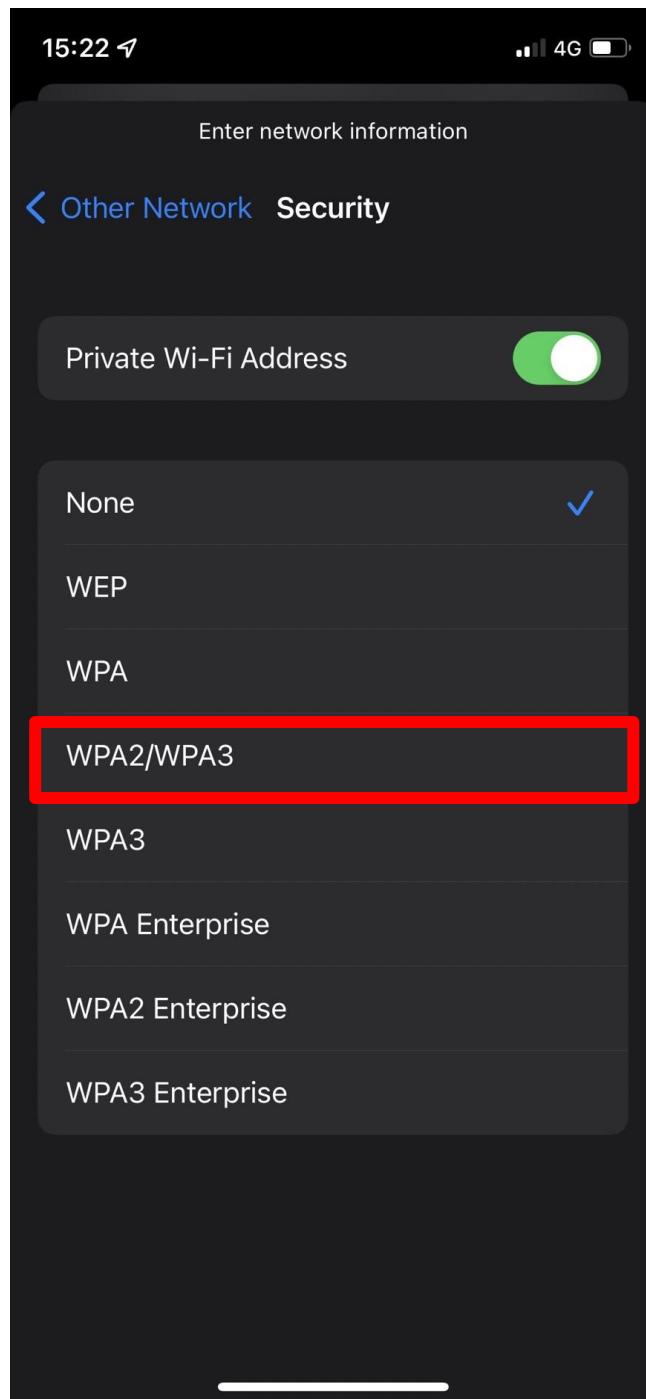 15:22 4G
Enter network information
Other Network Security
Private Wi-Fi Address
None
WEP
WPA
WPA2/WPA3
WPA3
WPA Enterprise
WPA2 Enterprise
WPA3 Enterprise